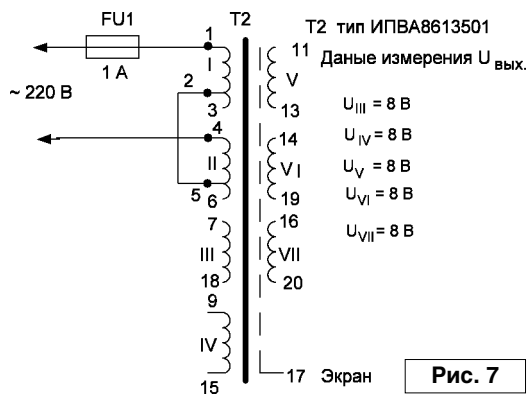 FU1
1 А
~ 220 В
T2
1
I
2
3
4
II
5
6
7
III
18
9
IV
15
11
V
13
14
VI
19
16
VII
20
17 Экран
T2 тип ИПВА8613501
Даные измерения U вых.
U III = 8 В
U IV = 8 В
U V = 8 В
U VI = 8 В
U VII = 8 В
Рис. 7